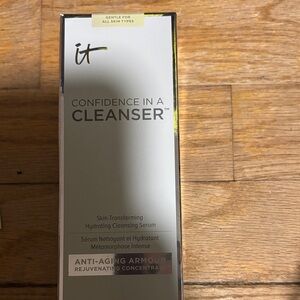 GENTLE FOR
ALL SKIN TYPES
it
CONFIDENCE IN A
CLEANSER™
Skin-Transforming
Hydrating Cleansing Serum
Sérum Nettoyant et Hydratant
Métamorphose Intense
ANTI-AGING ARMOUR
REJUVENATING CONCENTRATE